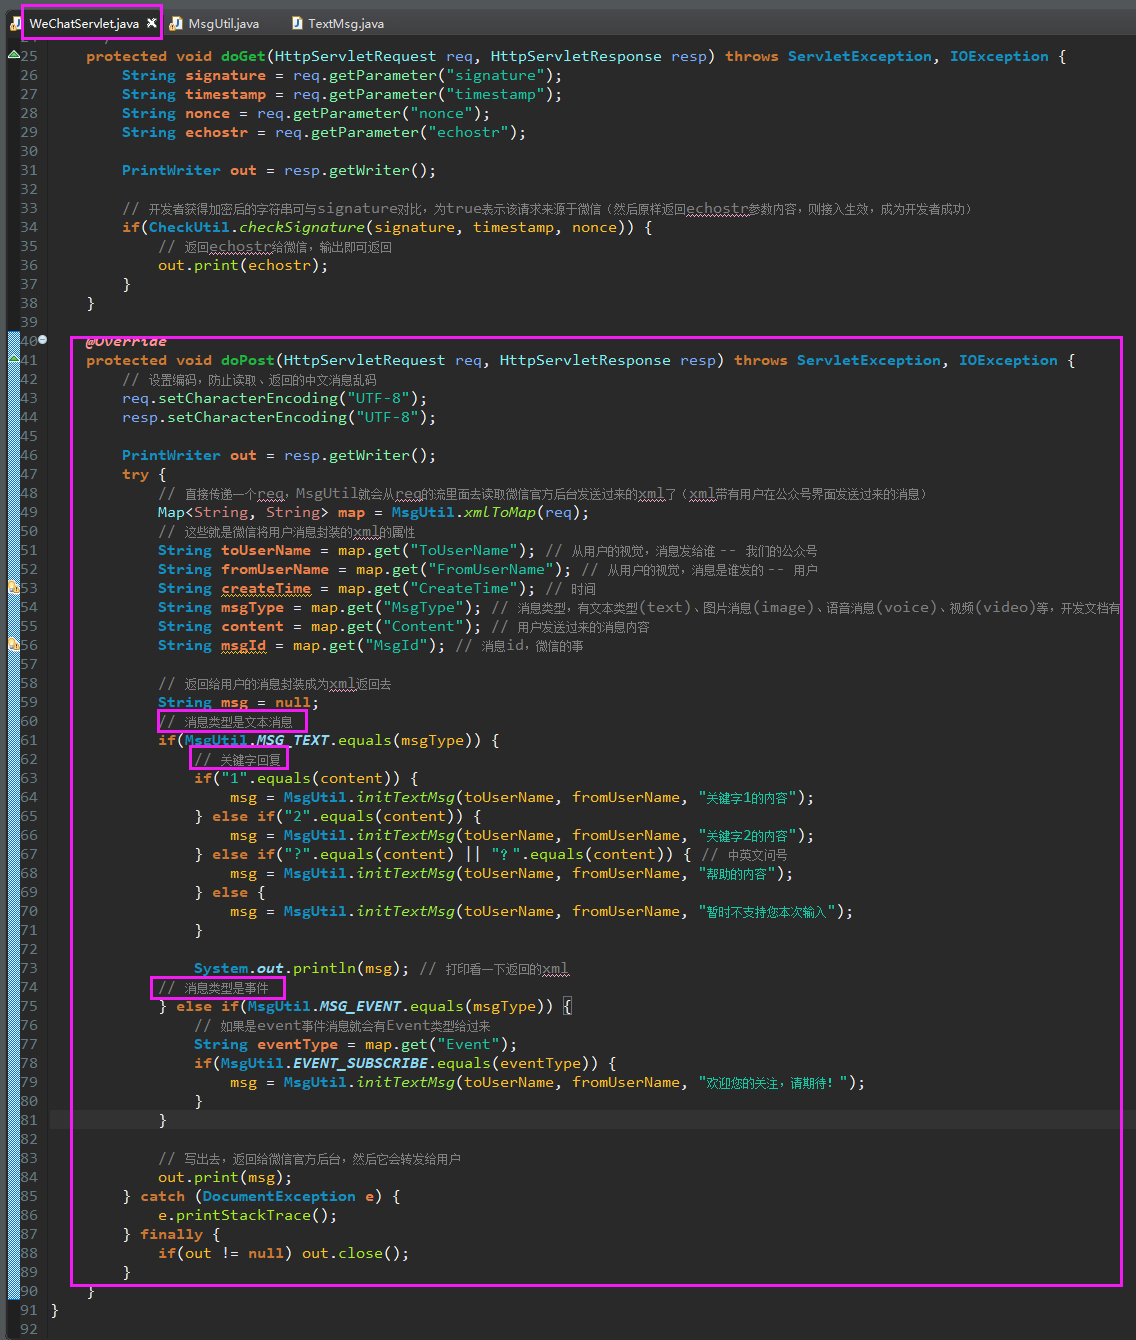 WeChatServlet.java MsgUtil.java TextMsg.java
25 protected void doGet(HttpServletRequest req, HttpServletResponse resp) throws ServletException, IOException {
26 String signature = req.getParameter("signature");
27 String timestamp = req.getParameter("timestamp");
28 String nonce = req.getParameter("nonce");
29 String echostr = req.getParameter("echostr");
30
31 PrintWriter out = resp.getWriter();
32
33 // 开发者获得加密后的字符串可与signature对比，为true表示该请求来源于微信（然后原样返回echostr参数内容，则接入生效，成为开发者成功）
34 if(CheckUtil.checkSignature(signature, timestamp, nonce)) {
35 // 返回echostr给微信，输出即可返回
36 out.print(echostr);
37 }
38 }
39
40 @Override
41 protected void doPost(HttpServletRequest req, HttpServletResponse resp) throws ServletException, IOException {
42 // 设置编码，防止读取、返回的中文消息乱码
43 req.setCharacterEncoding("UTF-8");
44 resp.setCharacterEncoding("UTF-8");
45
46 PrintWriter out = resp.getWriter();
47 try {
48 // 直接传递一个req，MsgUtil就会从req的流里面去读取微信官方后台发送过来的xml了（xml带有用户在公众号界面发送过来的消息）
49 Map<String, String> map = MsgUtil.xmlToMap(req);
50 // 这些就是微信将用户消息封装的xml的属性
51 String toUserName = map.get("ToUserName"); // 从用户的视觉，消息发给谁 -- 我们的公众号
52 String fromUserName = map.get("FromUserName"); // 从用户的视觉，消息是谁发的 -- 用户
53 String createTime = map.get("CreateTime"); // 时间
54 String msgType = map.get("MsgType"); // 消息类型，有文本类型(text)、图片消息(image)、语音消息(voice)、视频(video)等，开发文档有
55 String content = map.get("Content"); // 用户发送过来的消息内容
56 String msgId = map.get("MsgId"); // 消息id，微信的事
57
58 // 返回给用户的消息封装成为xml返回去
59 String msg = null;
60 // 消息类型是文本消息
61 if(MsgUtil.MSG_TEXT.equals(msgType)) {
62 // 关键字回复
63 if("1".equals(content)) {
64 msg = MsgUtil.initTextMsg(toUserName, fromUserName, "关键字1的内容");
65 } else if("2".equals(content)) {
66 msg = MsgUtil.initTextMsg(toUserName, fromUserName, "关键字2的内容");
67 } else if("?".equals(content) || "？".equals(content)) { // 中英文问号
68 msg = MsgUtil.initTextMsg(toUserName, fromUserName, "帮助的内容");
69 } else {
70 msg = MsgUtil.initTextMsg(toUserName, fromUserName, "暂时不支持您本次输入");
71 }
72
73 System.out.println(msg); // 打印看一下返回的xml
74 // 消息类型是事件
75 } else if(MsgUtil.MSG_EVENT.equals(msgType)) {
76 // 如果是event事件消息就会有Event类型给过来
77 String eventType = map.get("Event");
78 if(MsgUtil.EVENT_SUBSCRIBE.equals(eventType)) {
79 msg = MsgUtil.initTextMsg(toUserName, fromUserName, "欢迎您的关注，请期待！");
80 }
81 }
82
83 // 写出去，返回给微信官方后台，然后它会转发给用户
84 out.print(msg);
85 } catch (DocumentException e) {
86 e.printStackTrace();
87 } finally {
88 if(out != null) out.close();
89 }
90 }
91 }
92